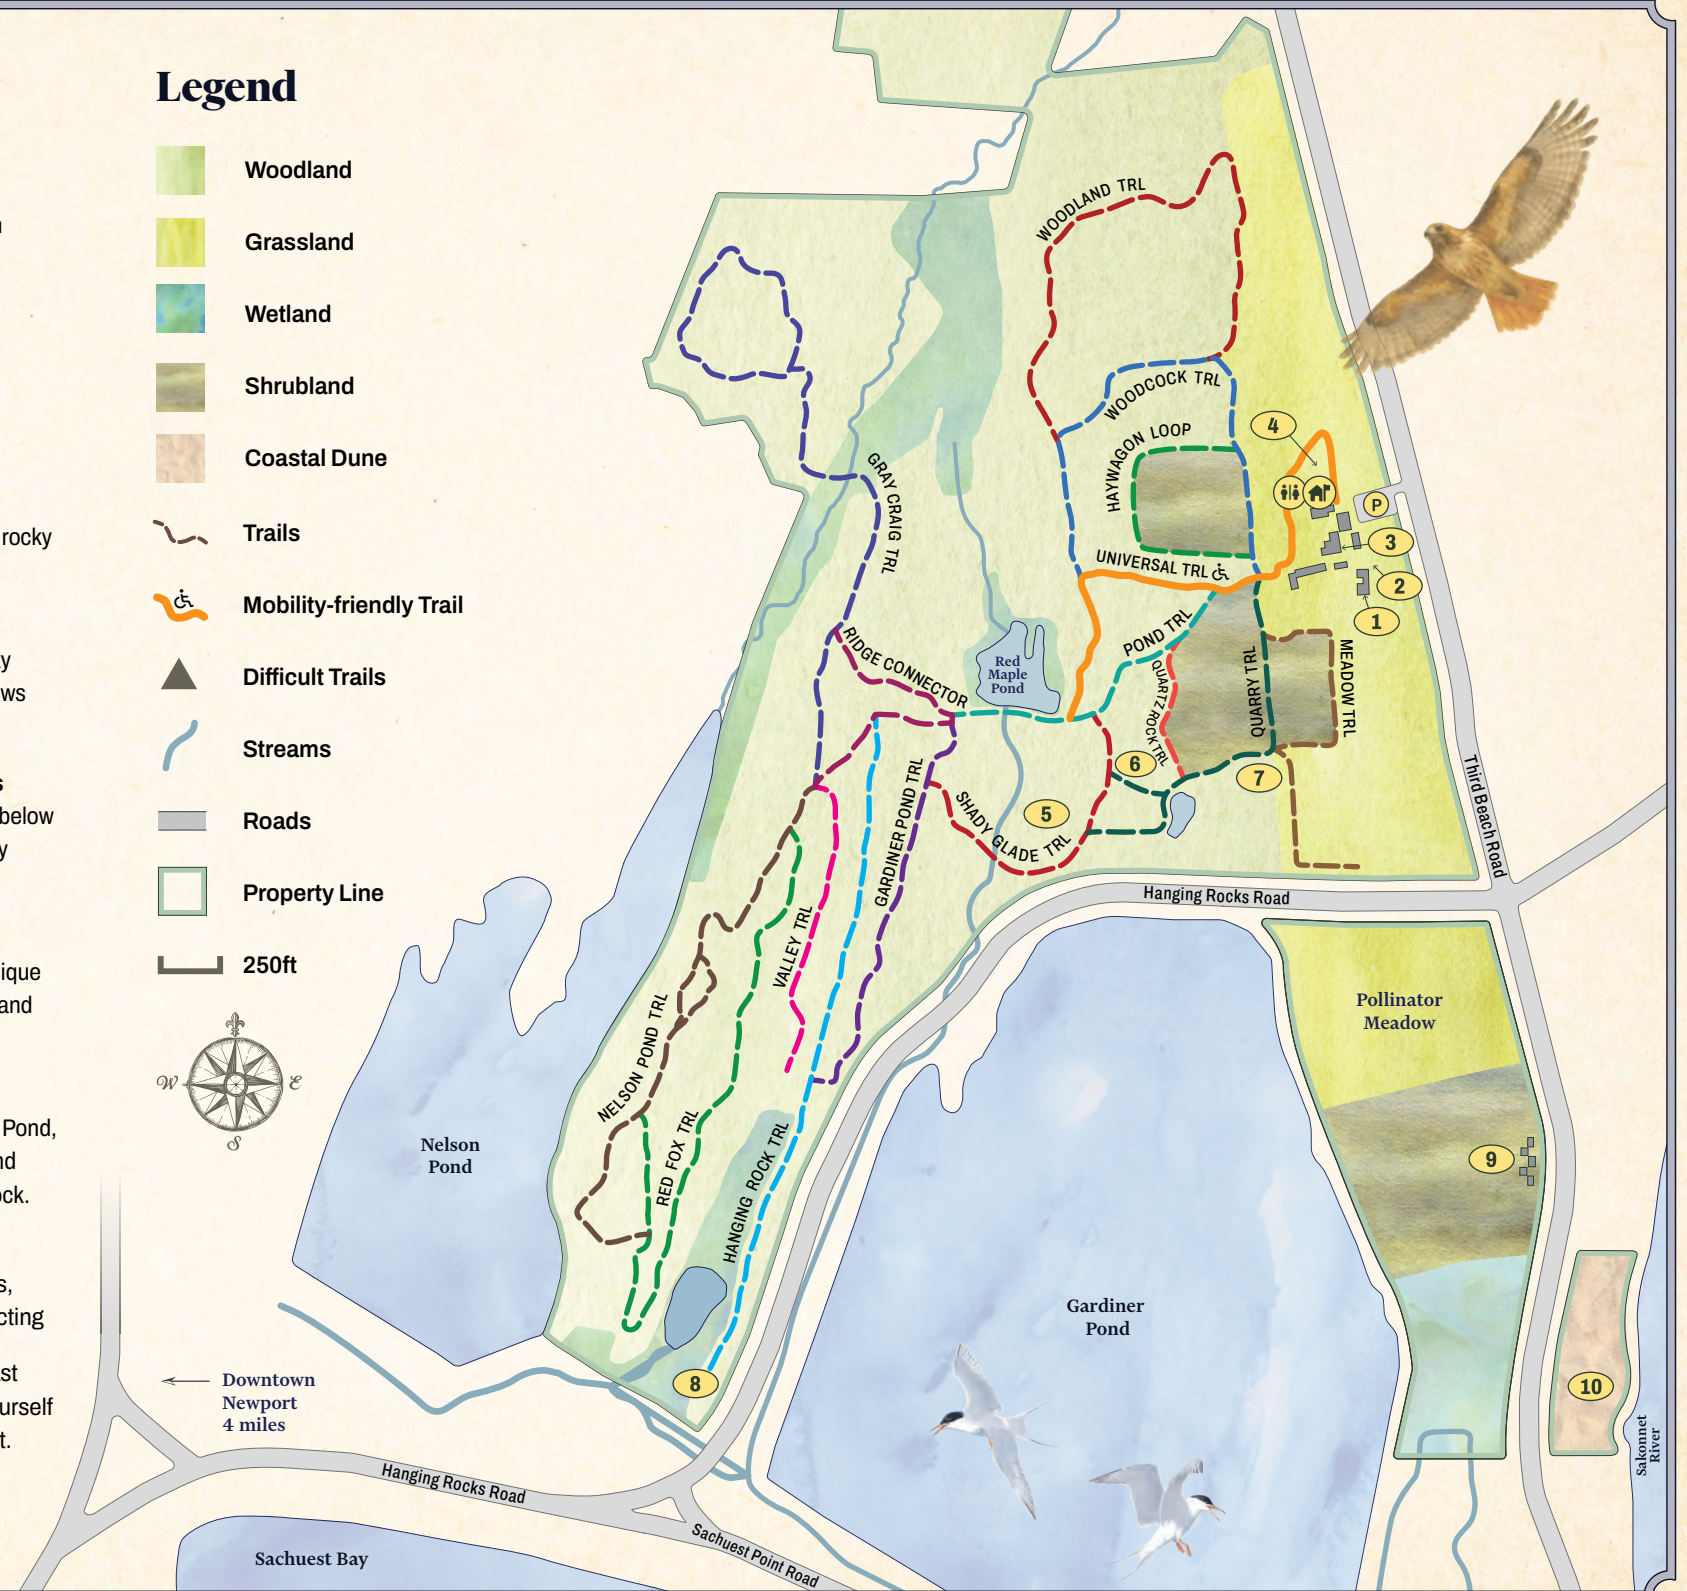 rocky
ws
below
ique
and
Pond,
nd
ock.
s,
cting
st
urself
t.
Legend
Woodland
Grassland
Wetland
Shrubland
Coastal Dune
Trails
Mobility-friendly Trail
Difficult Trails
Streams
Roads
Property Line
250ft
W
E
S
Downtown
Newport
4 miles
WOODLAND TRL
WOODCOCK TRL
HAYWAGON LOOP
UNIVERSAL TRL
GRAY CRAIG TRL
RIDGE CONNECTOR
Red
Maple
Pond
POND TRL
QUARTZ ROCK TRL
QUARRY TRL
MEADOW TRL
SHADY GLADE TRL
GARDINER POND TRL
VALLEY TRL
NELSON POND TRL
RED FOX TRL
HANGING ROCK TRL
4
P
3
2
1
6
7
5
8
9
10
Third Beach Road
Hanging Rocks Road
Pollinator
Meadow
Nelson
Pond
Gardiner
Pond
Sakonnet
River
Hanging Rocks Road
Sachuest Point Road
Sachuest Bay